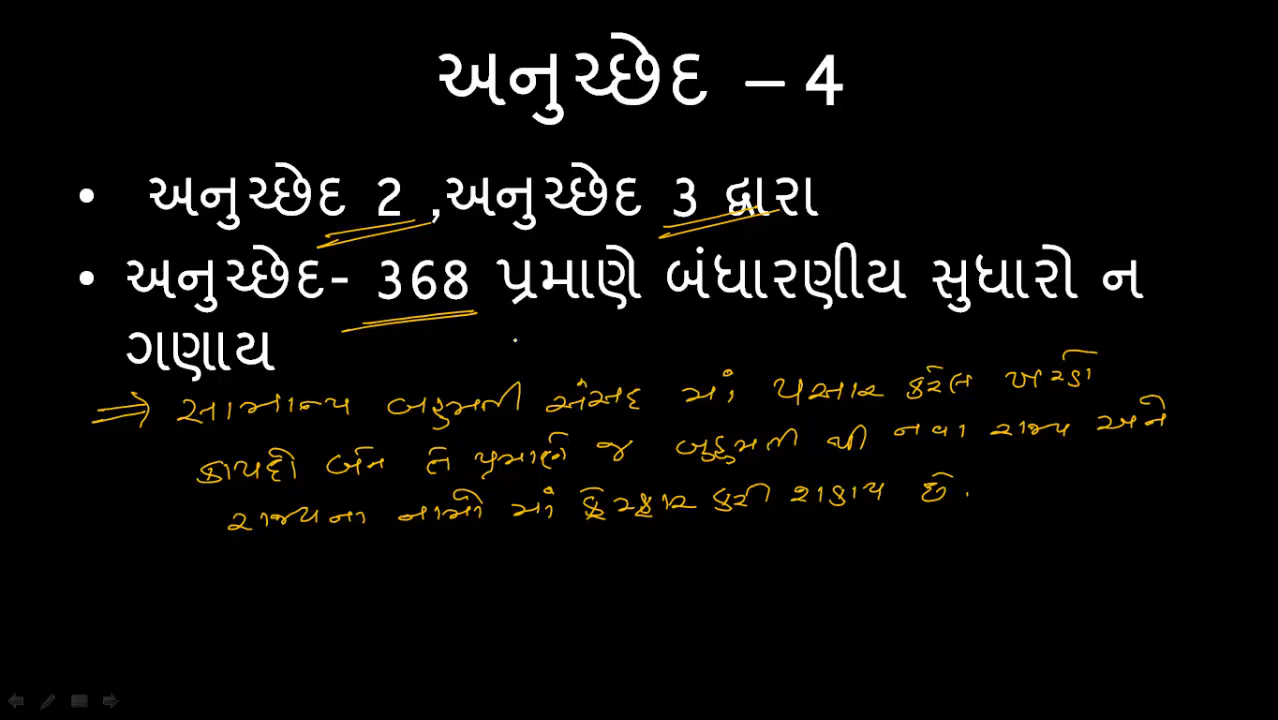 અનુચ્છેદ – 4
• અનુચ્છેદ 2 ,અનુચ્છેદ 3 દ્વારા
• અનુચ્છેદ- 368 પ્રમાણે બંધારણીય સુધારો ન
ગણાય
⇒ સામાન્ય બહુમતી સંસદ માં પસાર કરેલ ખરડો
કાયદો બને તે પ્રમાણે જ બહુમતી થી નવા રાજ્ય અને
રાજ્યના નામો માં ફેરફાર કરી શકાય છે.